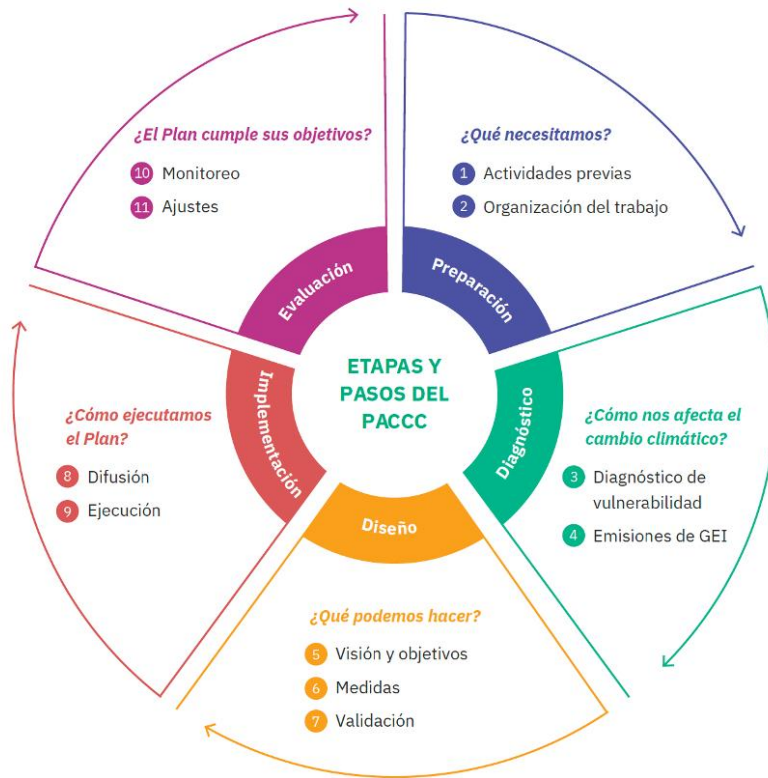 ETAPAS Y
PASOS DEL
PACCC
Preparación
¿Qué necesitamos?
1 Actividades previas
2 Organización del trabajo
Diagnóstico
¿Cómo nos afecta el
cambio climático?
3 Diagnóstico de
vulnerabilidad
4 Emisiones de GEI
Diseño
¿Qué podemos hacer?
5 Visión y objetivos
6 Medidas
7 Validación
Implementación
¿Cómo ejecutamos
el Plan?
8 Difusión
9 Ejecución
Evaluación
¿El Plan cumple sus objetivos?
10 Monitoreo
11 Ajustes